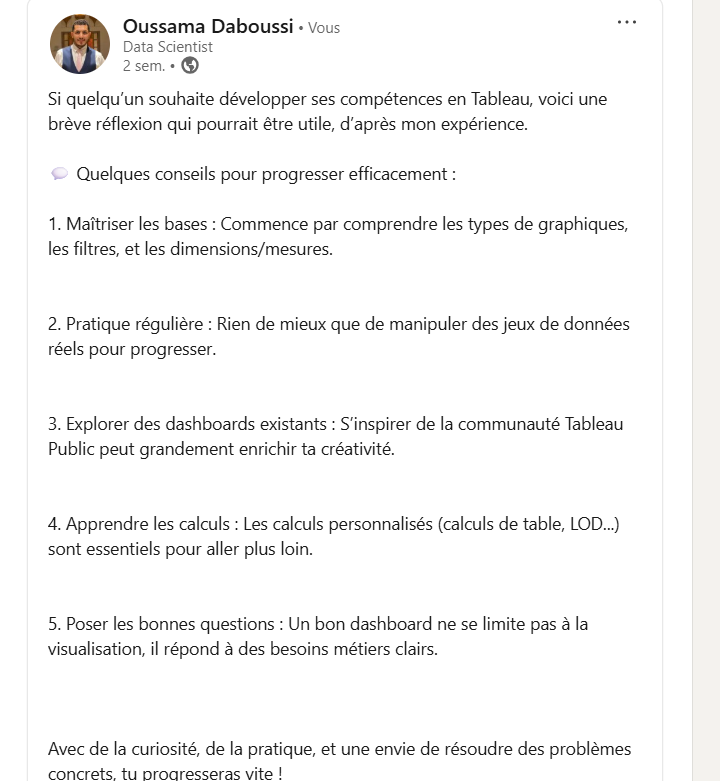 Oussama Daboussi • Vous
Data Scientist
2 sem. •
Si quelqu’un souhaite développer ses compétences en Tableau, voici une
brève réflexion qui pourrait être utile, d’après mon expérience.
💬 Quelques conseils pour progresser efficacement :
1. Maîtriser les bases : Commence par comprendre les types de graphiques,
les filtres, et les dimensions/mesures.
2. Pratique régulière : Rien de mieux que de manipuler des jeux de données
réels pour progresser.
3. Explorer des dashboards existants : S’inspirer de la communauté Tableau
Public peut grandement enrichir ta créativité.
4. Apprendre les calculs : Les calculs personnalisés (calculs de table, LOD...)
sont essentiels pour aller plus loin.
5. Poser les bonnes questions : Un bon dashboard ne se limite pas à la
visualisation, il répond à des besoins métiers clairs.
Avec de la curiosité, de la pratique, et une envie de résoudre des problèmes
concrets, tu progresseras vite !